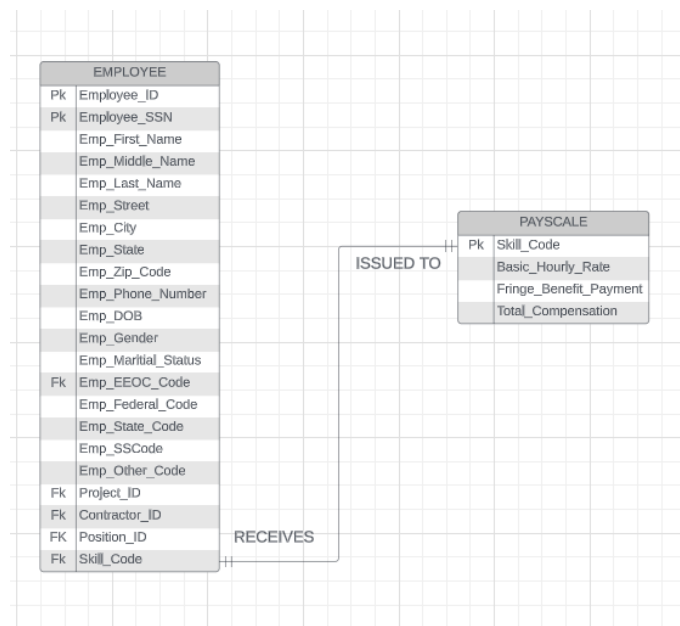 EMPLOYEE
Pk Employee_ID
Pk Employee_SSN
Emp_First_Name
Emp_Middle_Name
Emp_Last_Name
Emp_Street
Emp_City
Emp_State
Emp_Zip_Code
Emp_Phone_Number
Emp_DOB
Emp_Gender
Emp_Maritial_Status
Fk Emp_EEOC_Code
Emp_Federal_Code
Emp_State_Code
Emp_SSCode
Emp_Other_Code
Fk Project_ID
Fk Contractor_ID
FK Position_ID
Fk Skill_Code
RECEIVES
ISSUED TO
PAYSCALE
Pk Skill_Code
Basic_Hourly_Rate
Fringe_Benefit_Payment
Total_Compensation